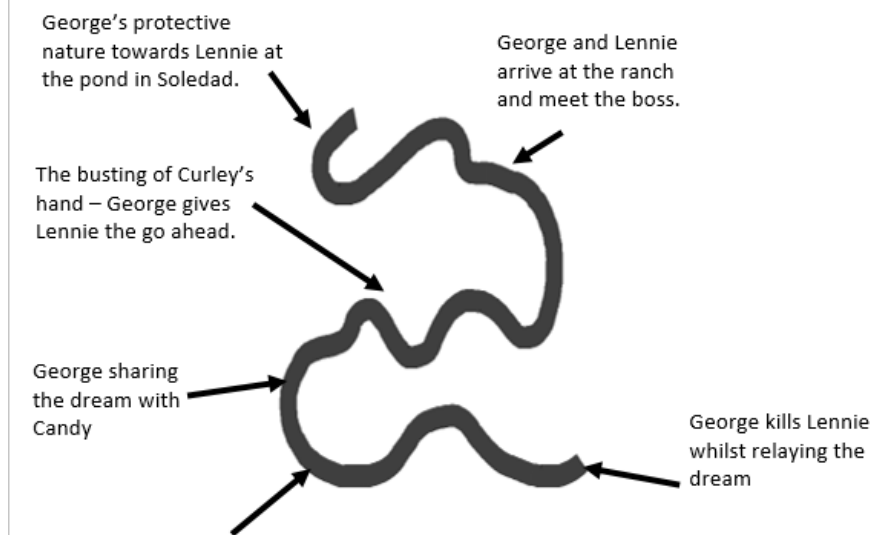 George’s protective
nature towards Lennie at
the pond in Soledad.
George and Lennie
arrive at the ranch
and meet the boss.
The busting of Curley’s
hand – George gives
Lennie the go ahead.
George sharing
the dream with
Candy
George kills Lennie
whilst relaying the
dream